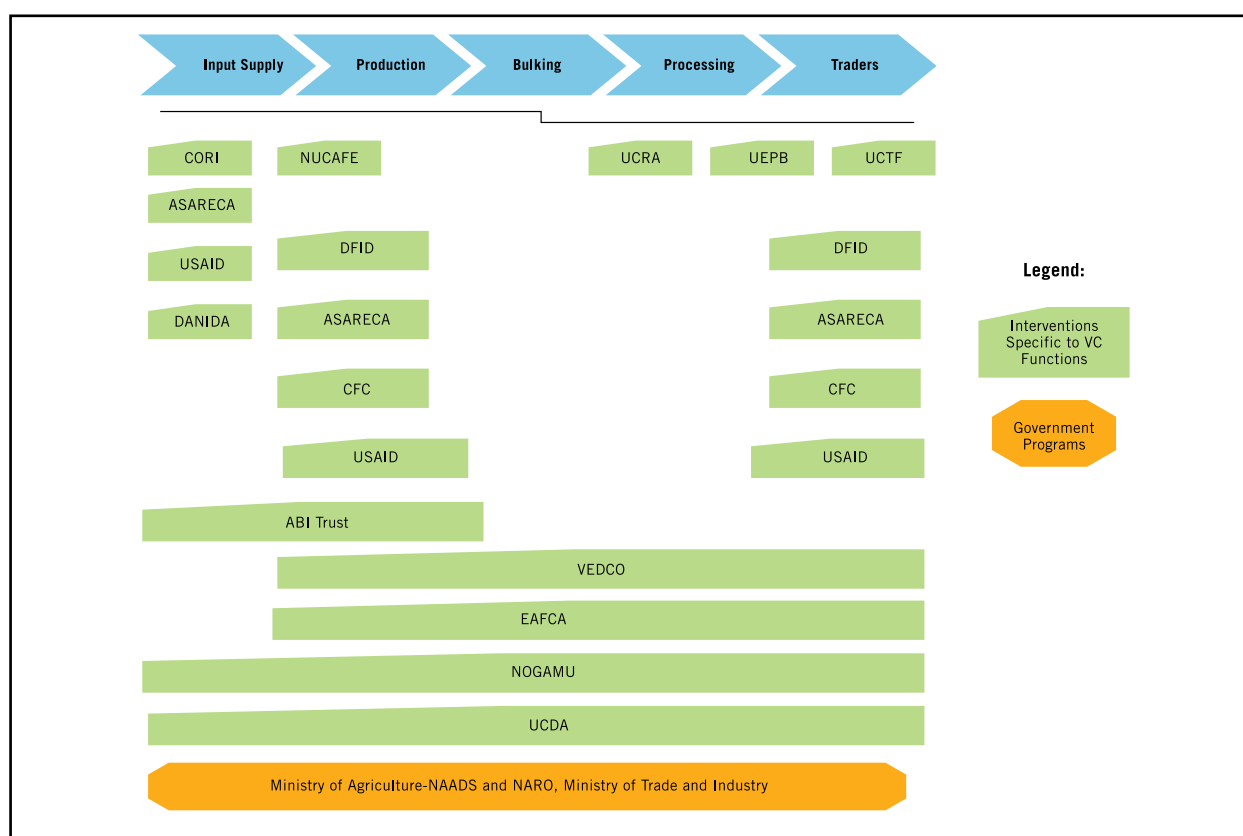 Input Supply
Production
Bulking
Processing
Traders
CORI
NUCAFE
UCRA
UEPB
UCTF
ASARECA
USAID
DFID
DFID
DANIDA
ASARECA
ASARECA
CFC
CFC
USAID
USAID
ABI Trust
VEDCO
EAFCA
NOGAMU
UCDA
Ministry of Agriculture-NAADS and NARO, Ministry of Trade and Industry
Legend:
Interventions
Specific to VC
Functions
Government
Programs